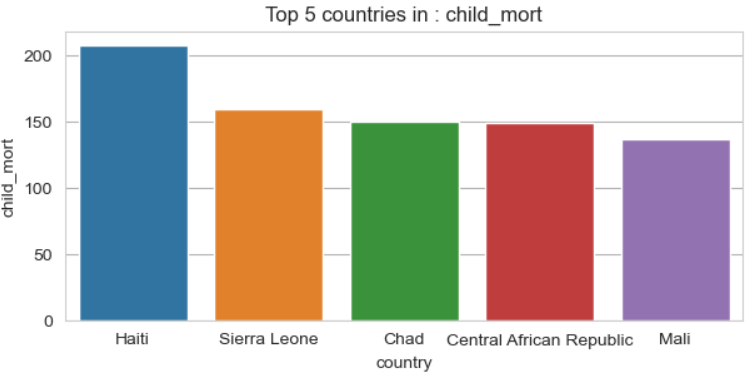 Top 5 countries in : child_mort
200
150
100
50
0
child_mort
Haiti Sierra Leone Chad Central African Republic Mali
country